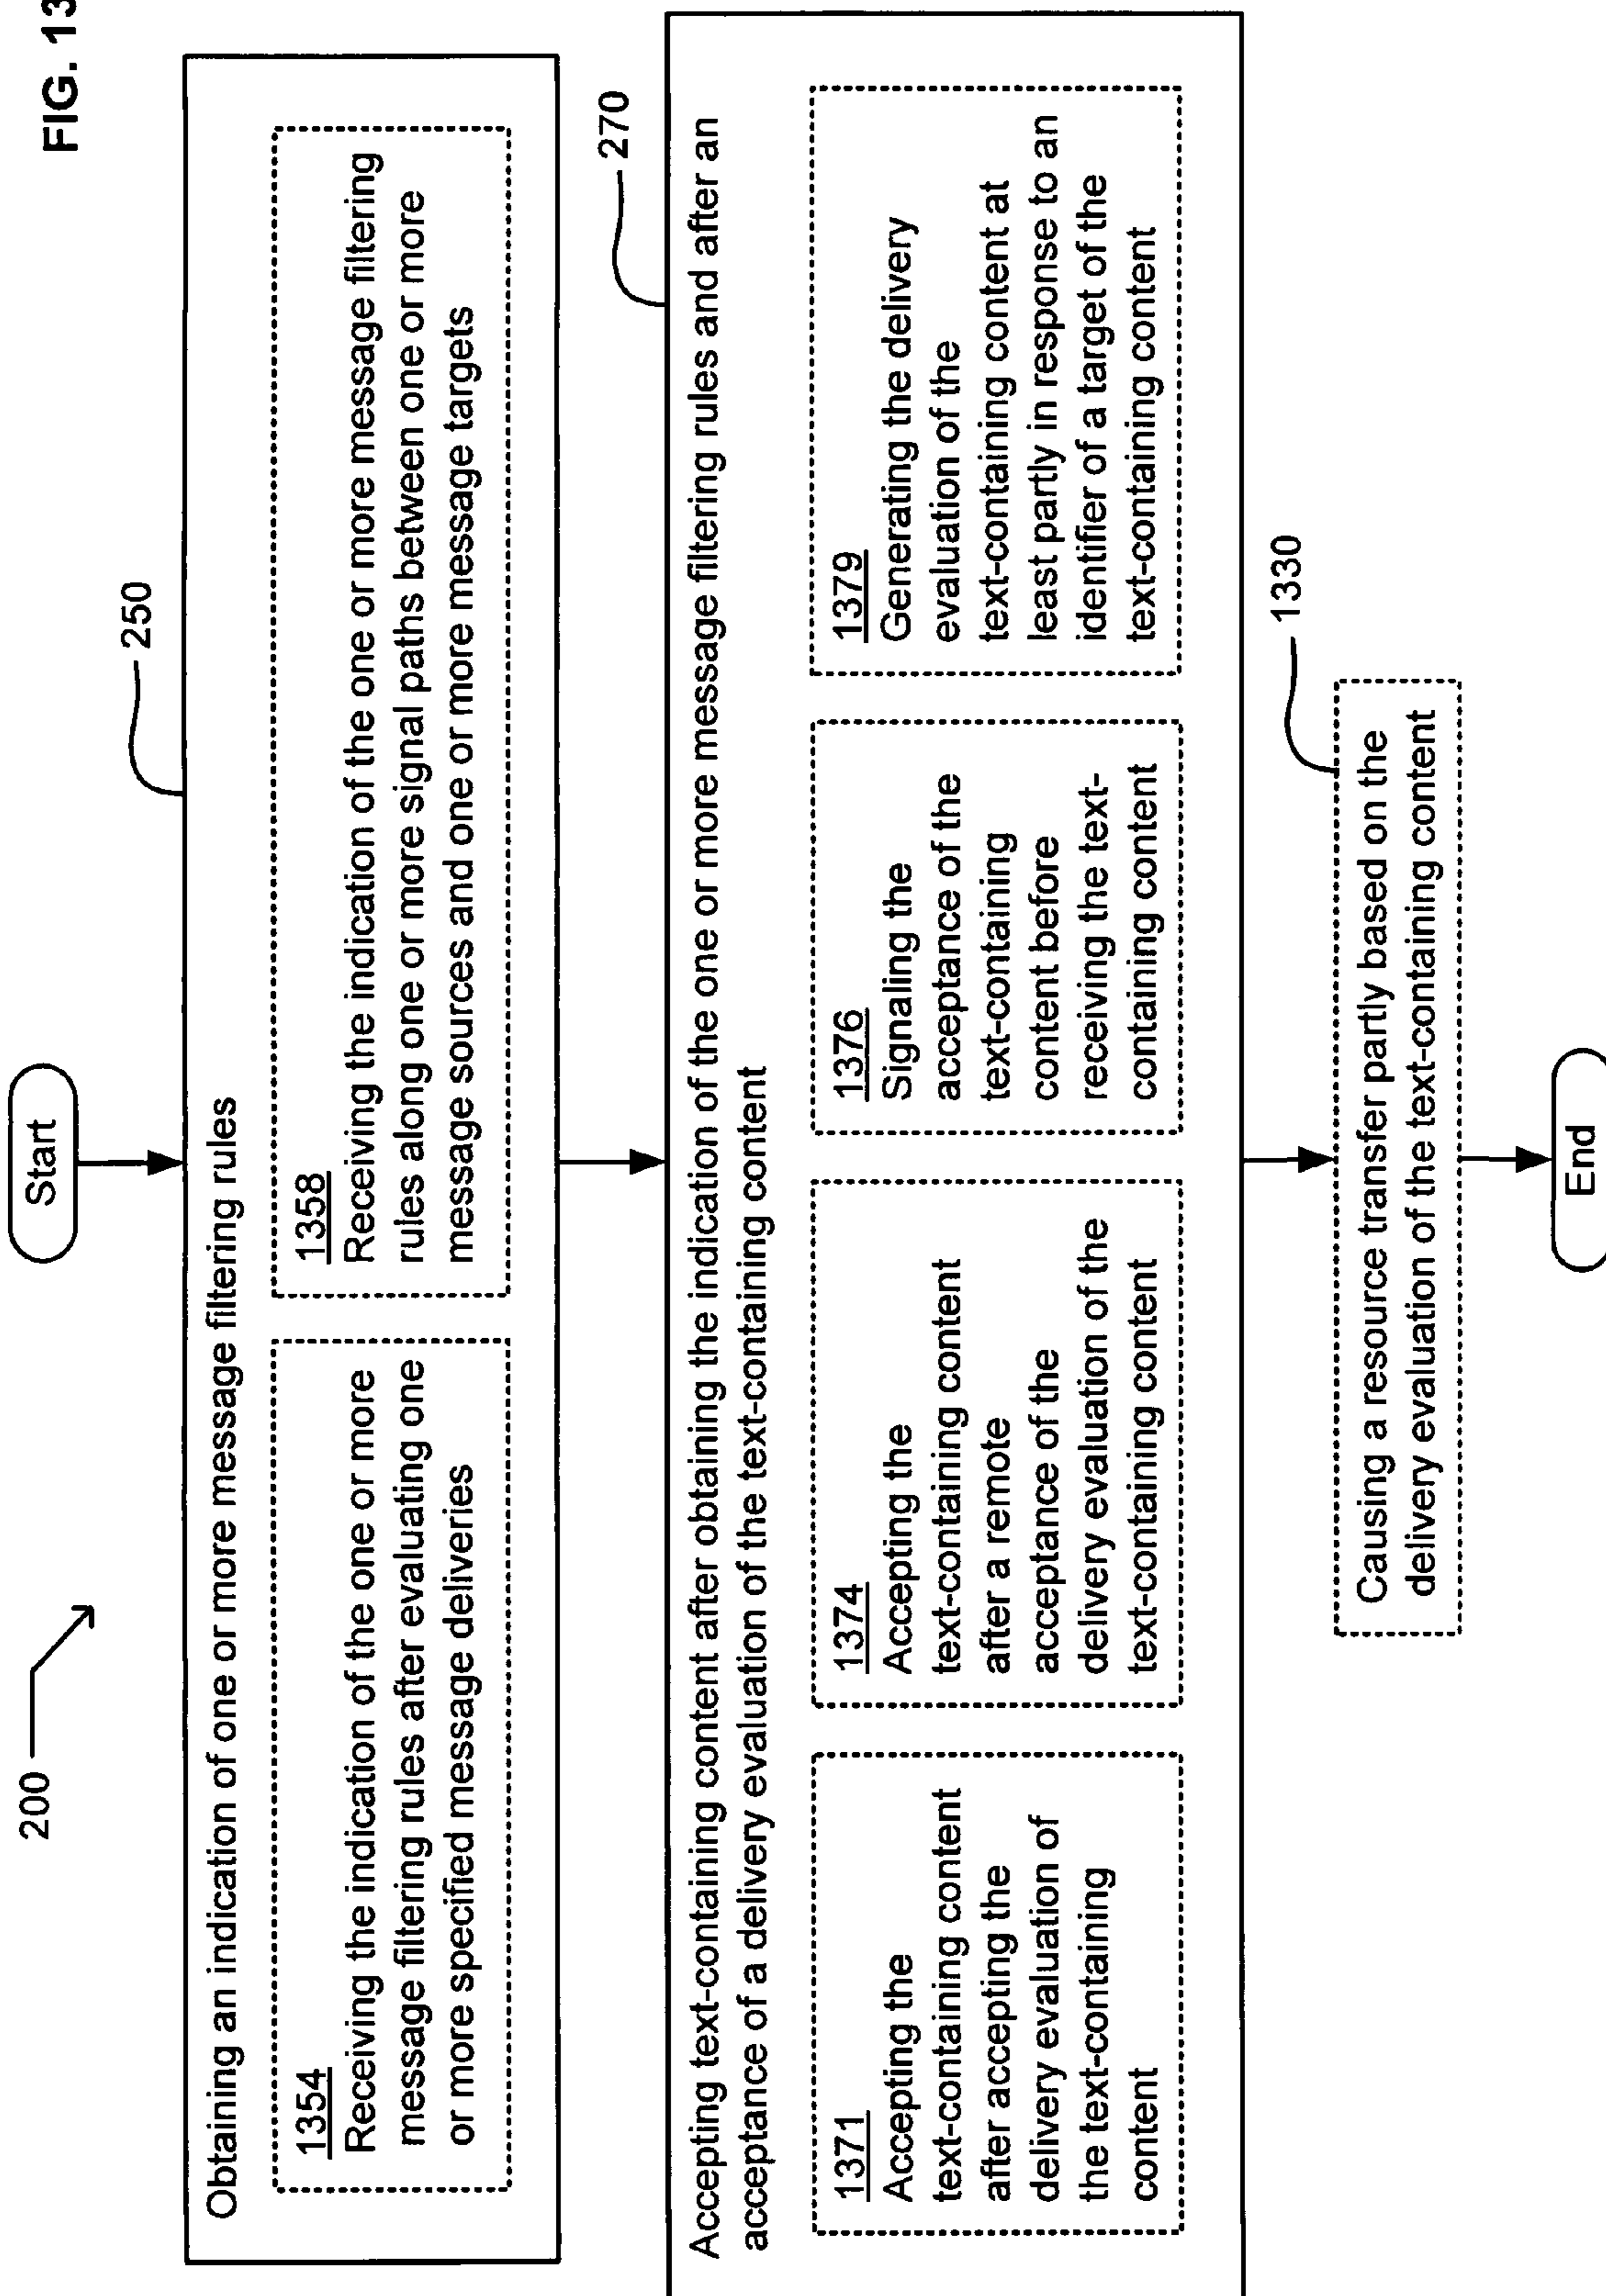 FIG. 13
200
Start
250
Obtaining an indication of one or more message filtering rules
1354
Receiving the indication of the one or more
message filtering rules after evaluating one
or more specified message deliveries
1358
Receiving the indication of the one or more message filtering
rules along one or more signal paths between one or more
message sources and one or more message targets
270
Accepting text-containing content after obtaining the indication of the one or more message filtering rules and after an
acceptance of a delivery evaluation of the text-containing content
1371
Accepting the
text-containing content
after accepting the
delivery evaluation of
the text-containing
content
1374
Accepting the
text-containing content
after a remote
acceptance of the
delivery evaluation of the
text-containing content
1376
Signaling the
acceptance of the
text-containing
content before
receiving the text-
containing content
1379
Generating the delivery
evaluation of the
text-containing content at
least partly in response to an
identifier of a target of the
text-containing content
1330
Causing a resource transfer partly based on the
delivery evaluation of the text-containing content
End